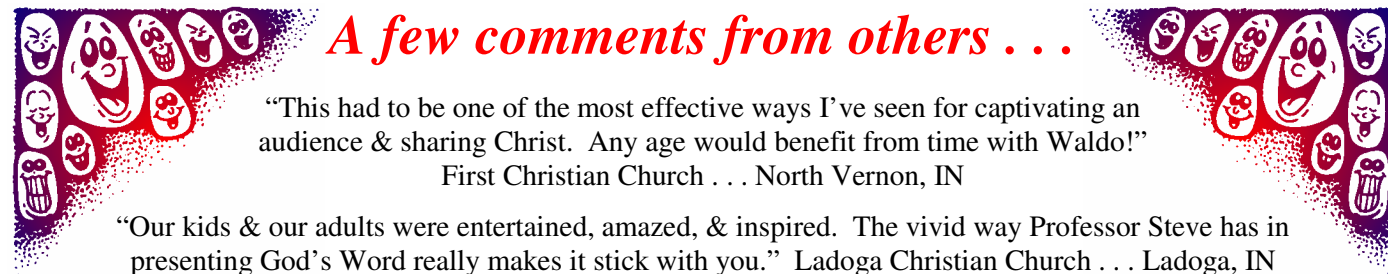 A few comments from others . . .
“This had to be one of the most effective ways I’ve seen for captivating an
audience & sharing Christ.  Any age would benefit from time with Waldo!”
First Christian Church . . . North Vernon, IN
“Our kids & our adults were entertained, amazed, & inspired.  The vivid way Professor Steve has in
presenting God’s Word really makes it stick with you.”  Ladoga Christian Church . . . Ladoga, IN